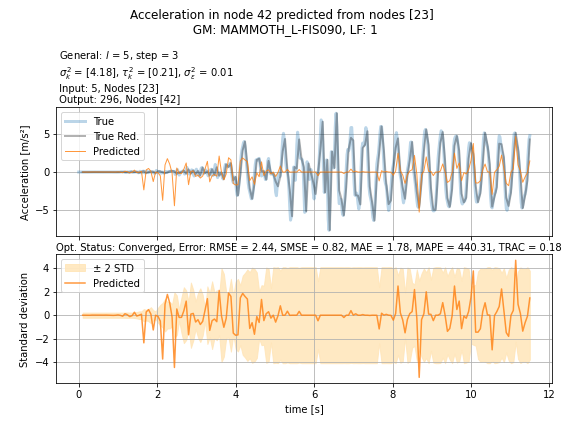 Acceleration in node 42 predicted from nodes [23]
GM: MAMMOTH_L-FIS090, LF: 1
General: l = 5, step = 3
σ²ₖ = [4.18], τ²ₖ = [0.21], σ²ₑ = 0.01
Input: 5, Nodes [23]
Output: 296, Nodes [42]
True
True Red.
Predicted
5
0
−5
Acceleration [m/s²]
Opt. Status: Converged, Error: RMSE = 2.44, SMSE = 0.82, MAE = 1.78, MAPE = 440.31, TRAC = 0.18
± 2 STD
Predicted
4
2
0
−2
−4
Standard deviation
0 2 4 6 8 10 12
time [s]